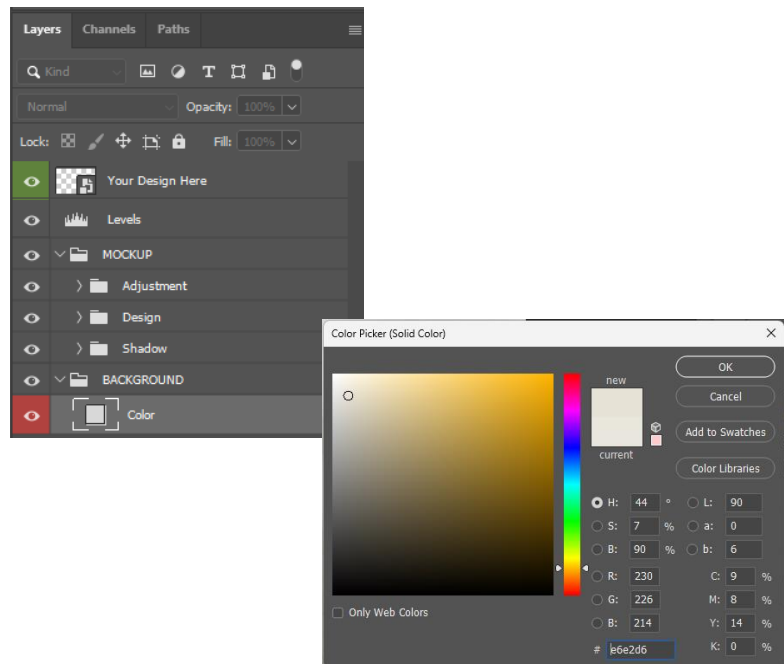 Layers Channels Paths
Kind
Normal Opacity: 100%
Lock: Fill: 100%
Your Design Here
Levels
MOCKUP
Adjustment
Design
Shadow
BACKGROUND
Color
Color Picker (Solid Color)
new
current
OK
Cancel
Add to Swatches
Color Libraries
H: 44 ° L: 90
S: 7 % a: 0
B: 90 % b: 6
R: 230 C: 9 %
G: 226 M: 8 %
B: 214 Y: 14 %
# e6e2d6 K: 0 %
Only Web Colors